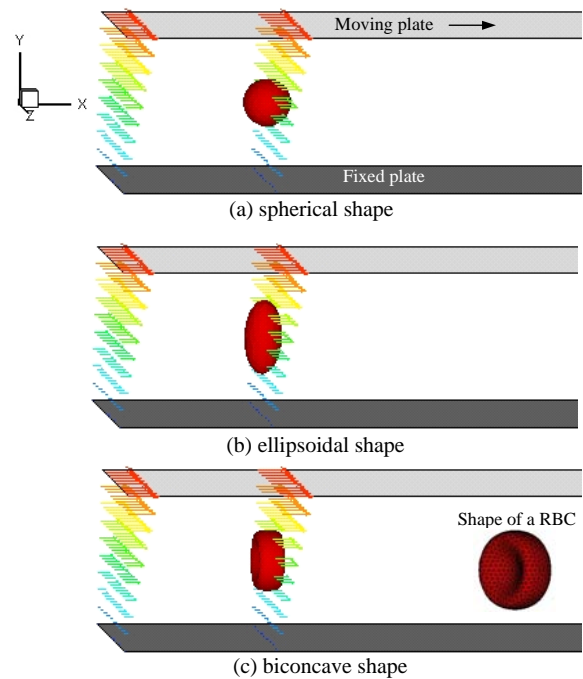 Moving plate
Y
X
Z
Fixed plate
(a) spherical shape
(b) ellipsoidal shape
Shape of a RBC
(c) biconcave shape